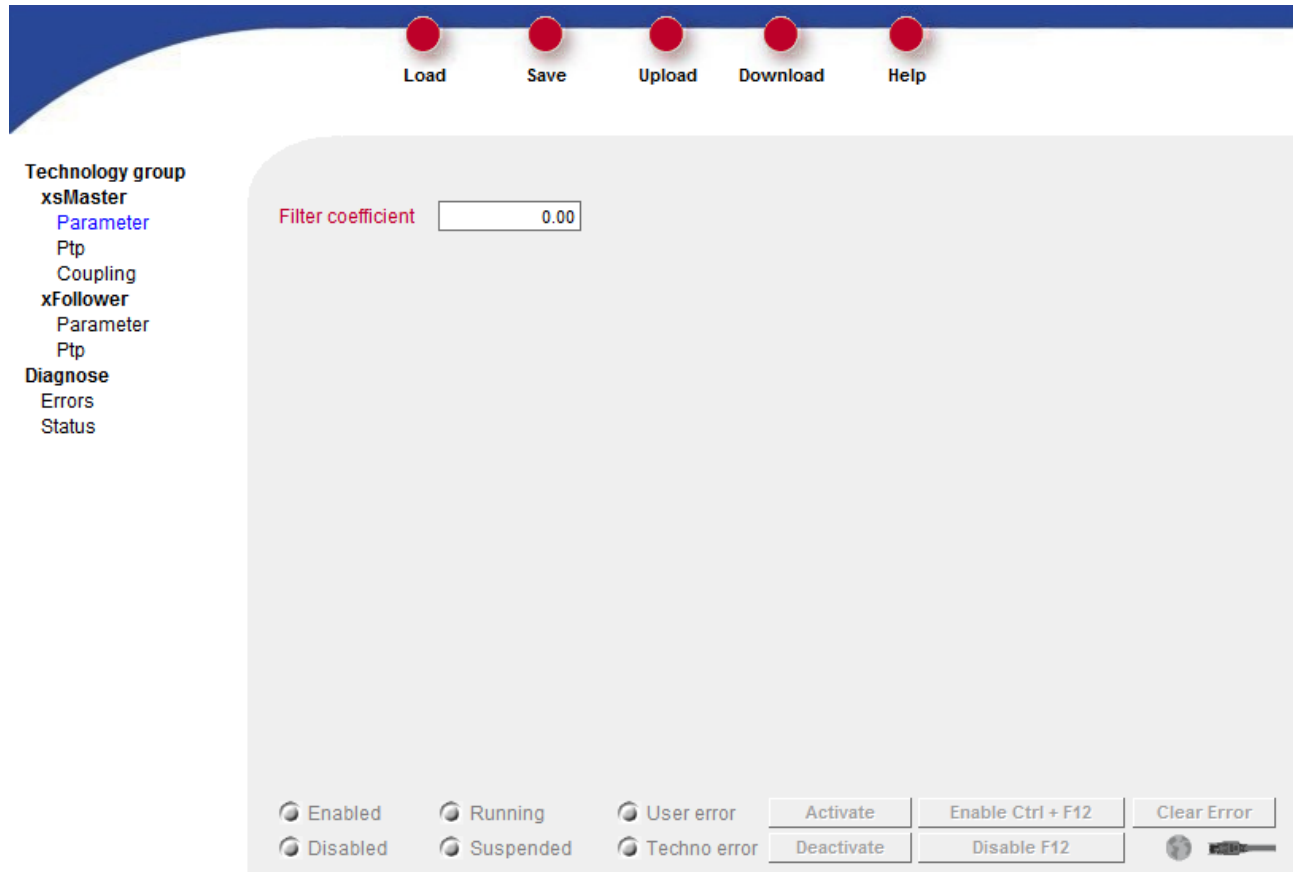 Load Save Upload Download Help
Technology group
xsMaster
Parameter
Ptp
Coupling
xFollower
Parameter
Ptp
Diagnose
Errors
Status
Filter coefficient 0.00
Enabled Running User error Activate Enable Ctrl + F12 Clear Error
Disabled Suspended Techno error Deactivate Disable F12